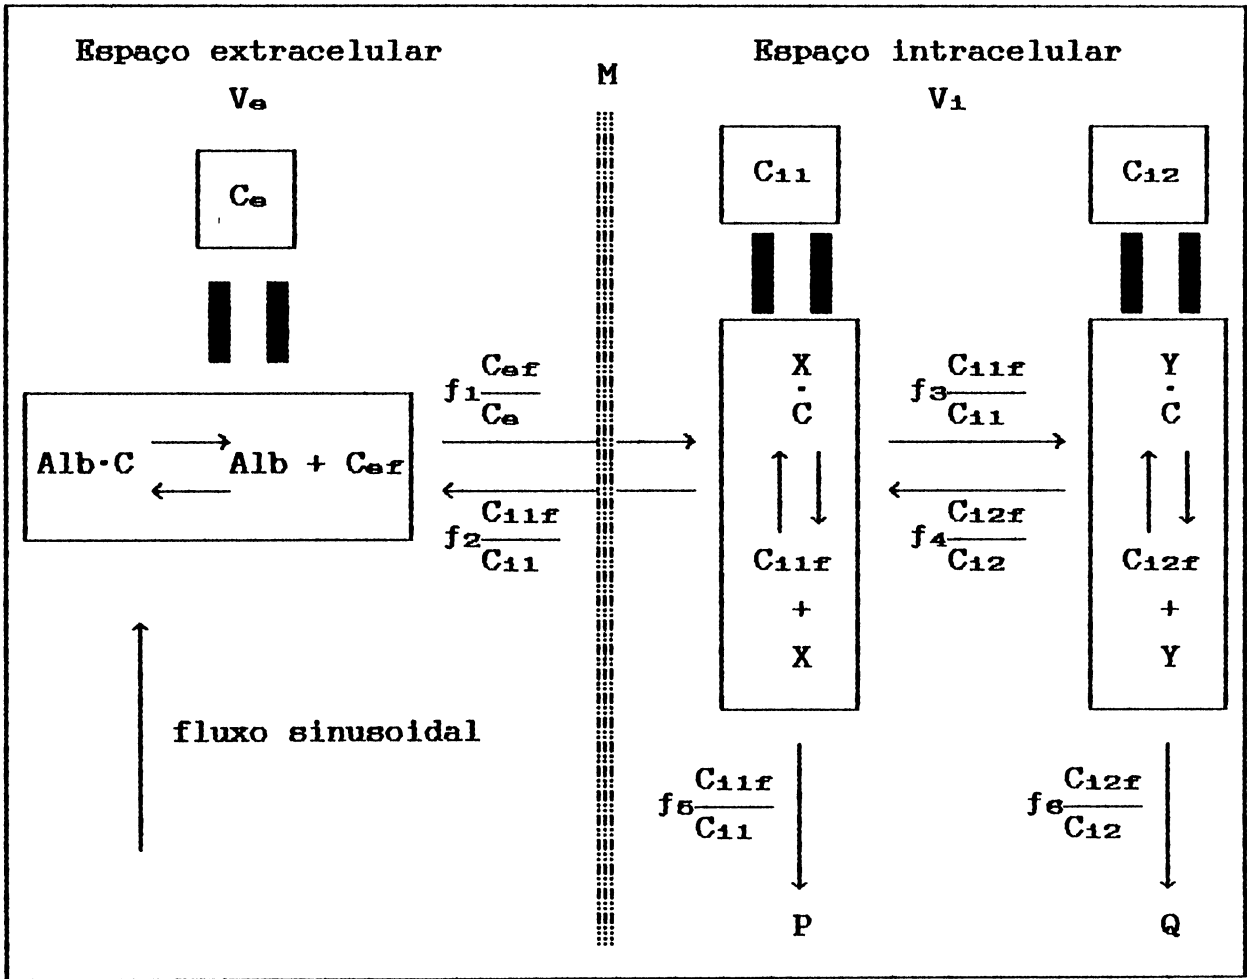 Espaço extracelular
Ve
M
Espaço intracelular
Vi
Ce
Ci1
Ci2
Alb·C
Alb + Cef
f1 Cef
Ce
f2 Ci1f
Ci1
X
·
C
Ci1f
+
X
f3 Ci1f
Ci1
f4 Ci2f
Ci2
Y
·
C
Ci2f
+
Y
fluxo sinusoidal
f5 Ci1f
Ci1
P
f6 Ci2f
Ci2
Q